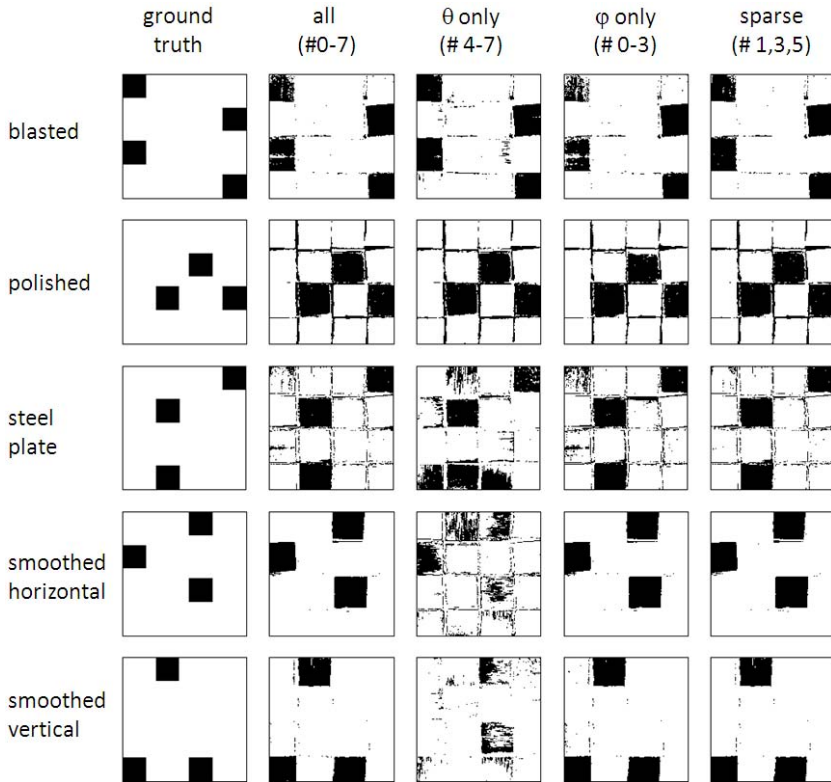 ground truth
all (#0-7)
θ only (# 4-7)
φ only (# 0-3)
sparse (# 1,3,5)
blasted
polished
steel plate
smoothed horizontal
smoothed vertical